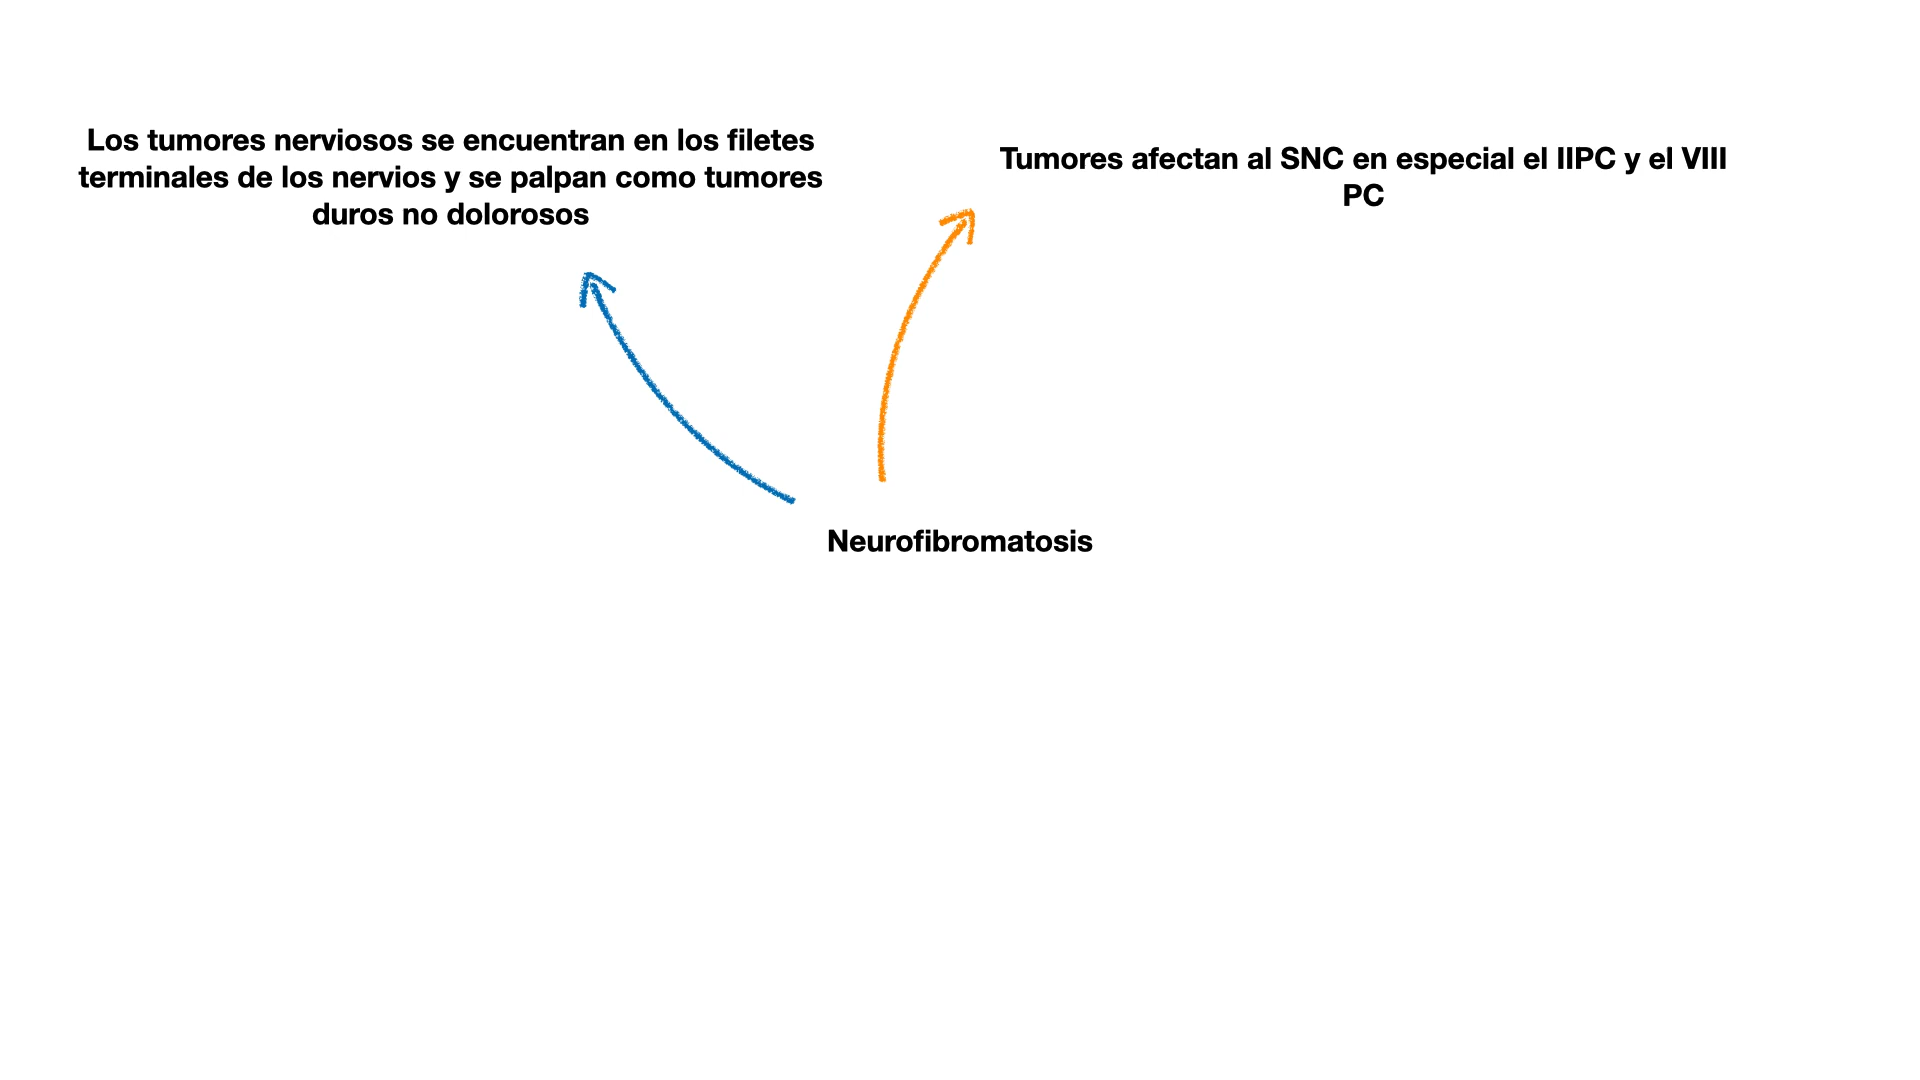 Los tumores nerviosos se encuentran en los filetes
terminales de los nervios y se palpan como tumores
duros no dolorosos
Tumores afectan al SNC en especial el IIPC y el VIII
PC
Neurofibromatosis